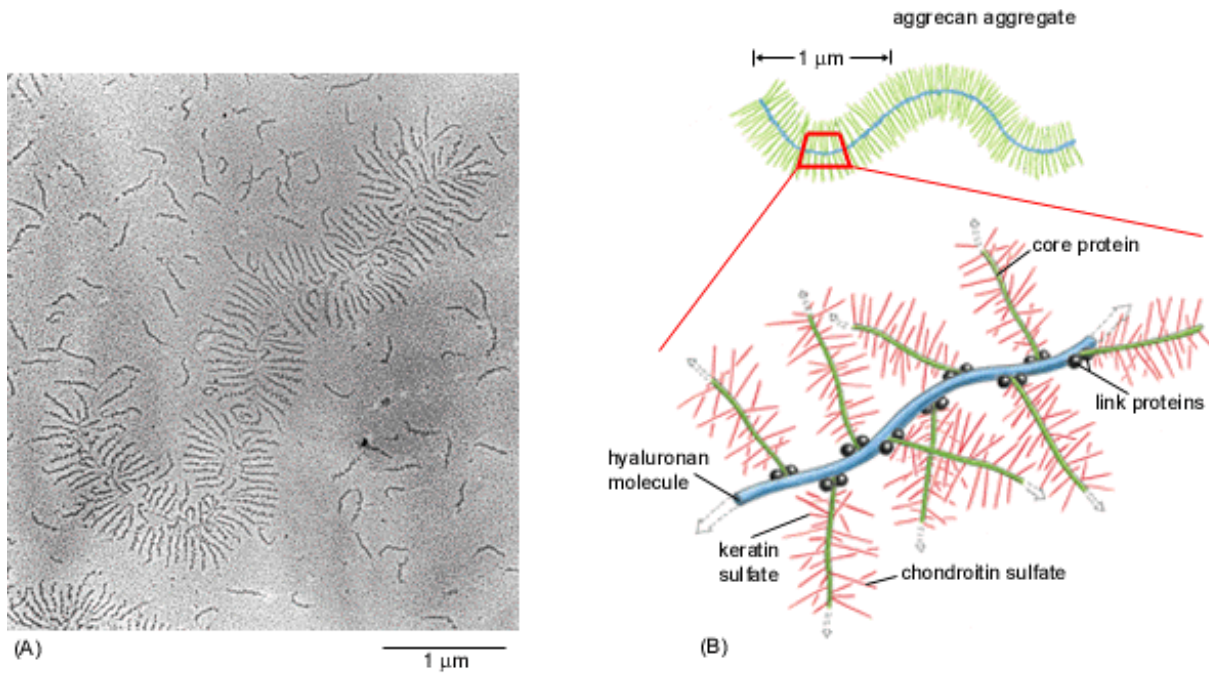 aggrecan aggregate
1 μm
core protein
link proteins
hyaluronan
molecule
keratin
sulfate
chondroitin sulfate
(A)
1 μm
(B)